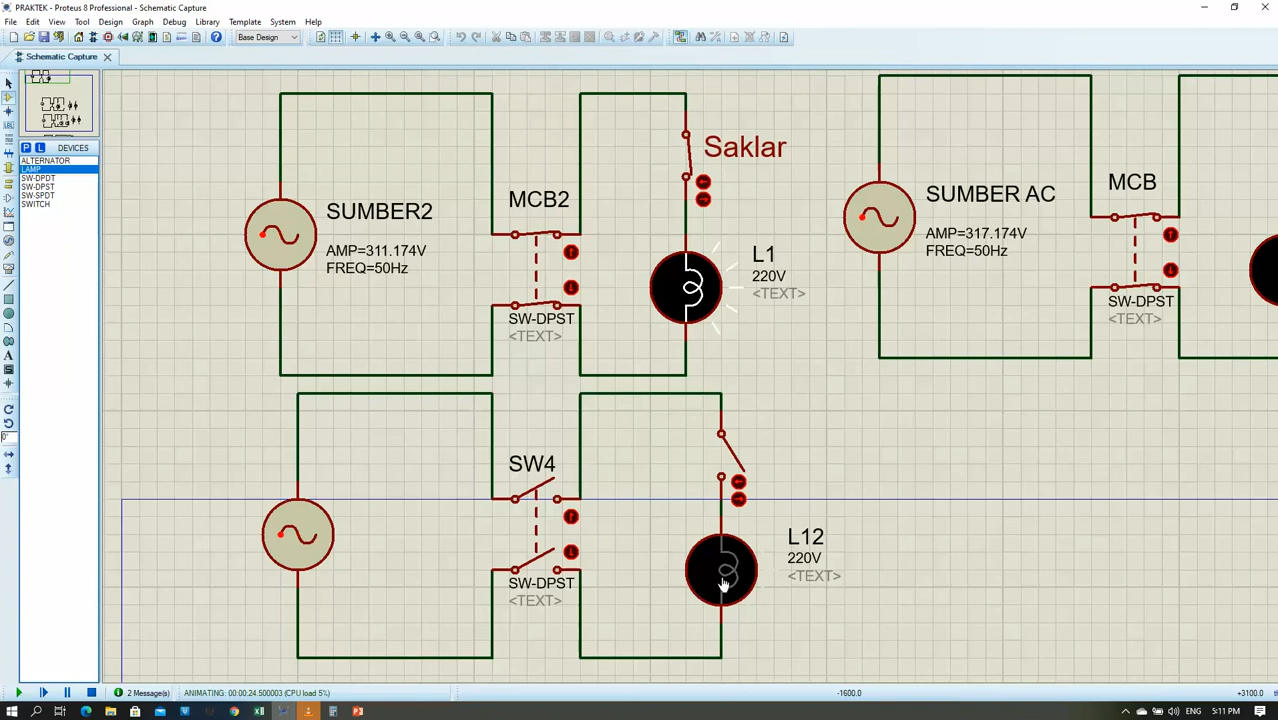 PRAKTEK - Proteus 8 Professional - Schematic Capture
File Edit View Tool Design Graph Debug Library Template System Help
Base Design
Schematic Capture
P L DEVICES
ALTERNATOR
LAMP
SW-DPDT
SW-DPST
SW-SPDT
SWITCH
LBL
A
S
0°
SUMBER2
AMP=311.174V
FREQ=50Hz
MCB2
SW-DPST
<TEXT>
Saklar
L1
220V
<TEXT>
SUMBER AC
AMP=317.174V
FREQ=50Hz
MCB
SW-DPST
<TEXT>
SW4
SW-DPST
<TEXT>
L12
220V
<TEXT>
2 Message(s)
ANIMATING: 00:00:24.500003 (CPU load 5%)
-1600.0
+3100.0
ENG
5:11 PM